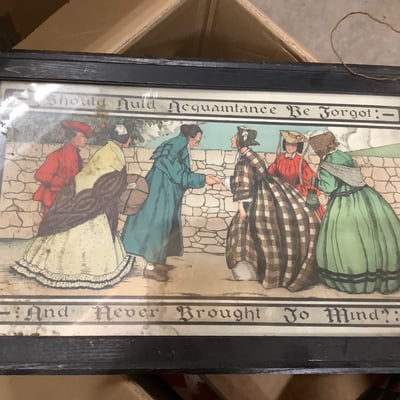 Should Auld Acquaintance Be Forgot:-
-:And Never Brought To Mind?: